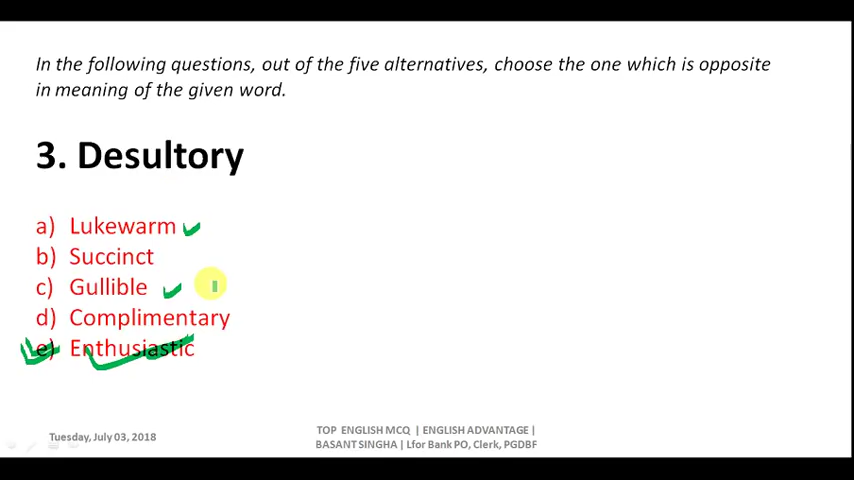 In the following questions, out of the five alternatives, choose the one which is opposite
in meaning of the given word.
3. Desultory
a) Lukewarm
b) Succinct
c) Gullible
d) Complimentary
e) Enthusiastic
Tuesday, July 03, 2018
TOP ENGLISH MCQ | ENGLISH ADVANTAGE |
BASANT SINGHA | Lfor Bank PO, Clerk, PGDBF